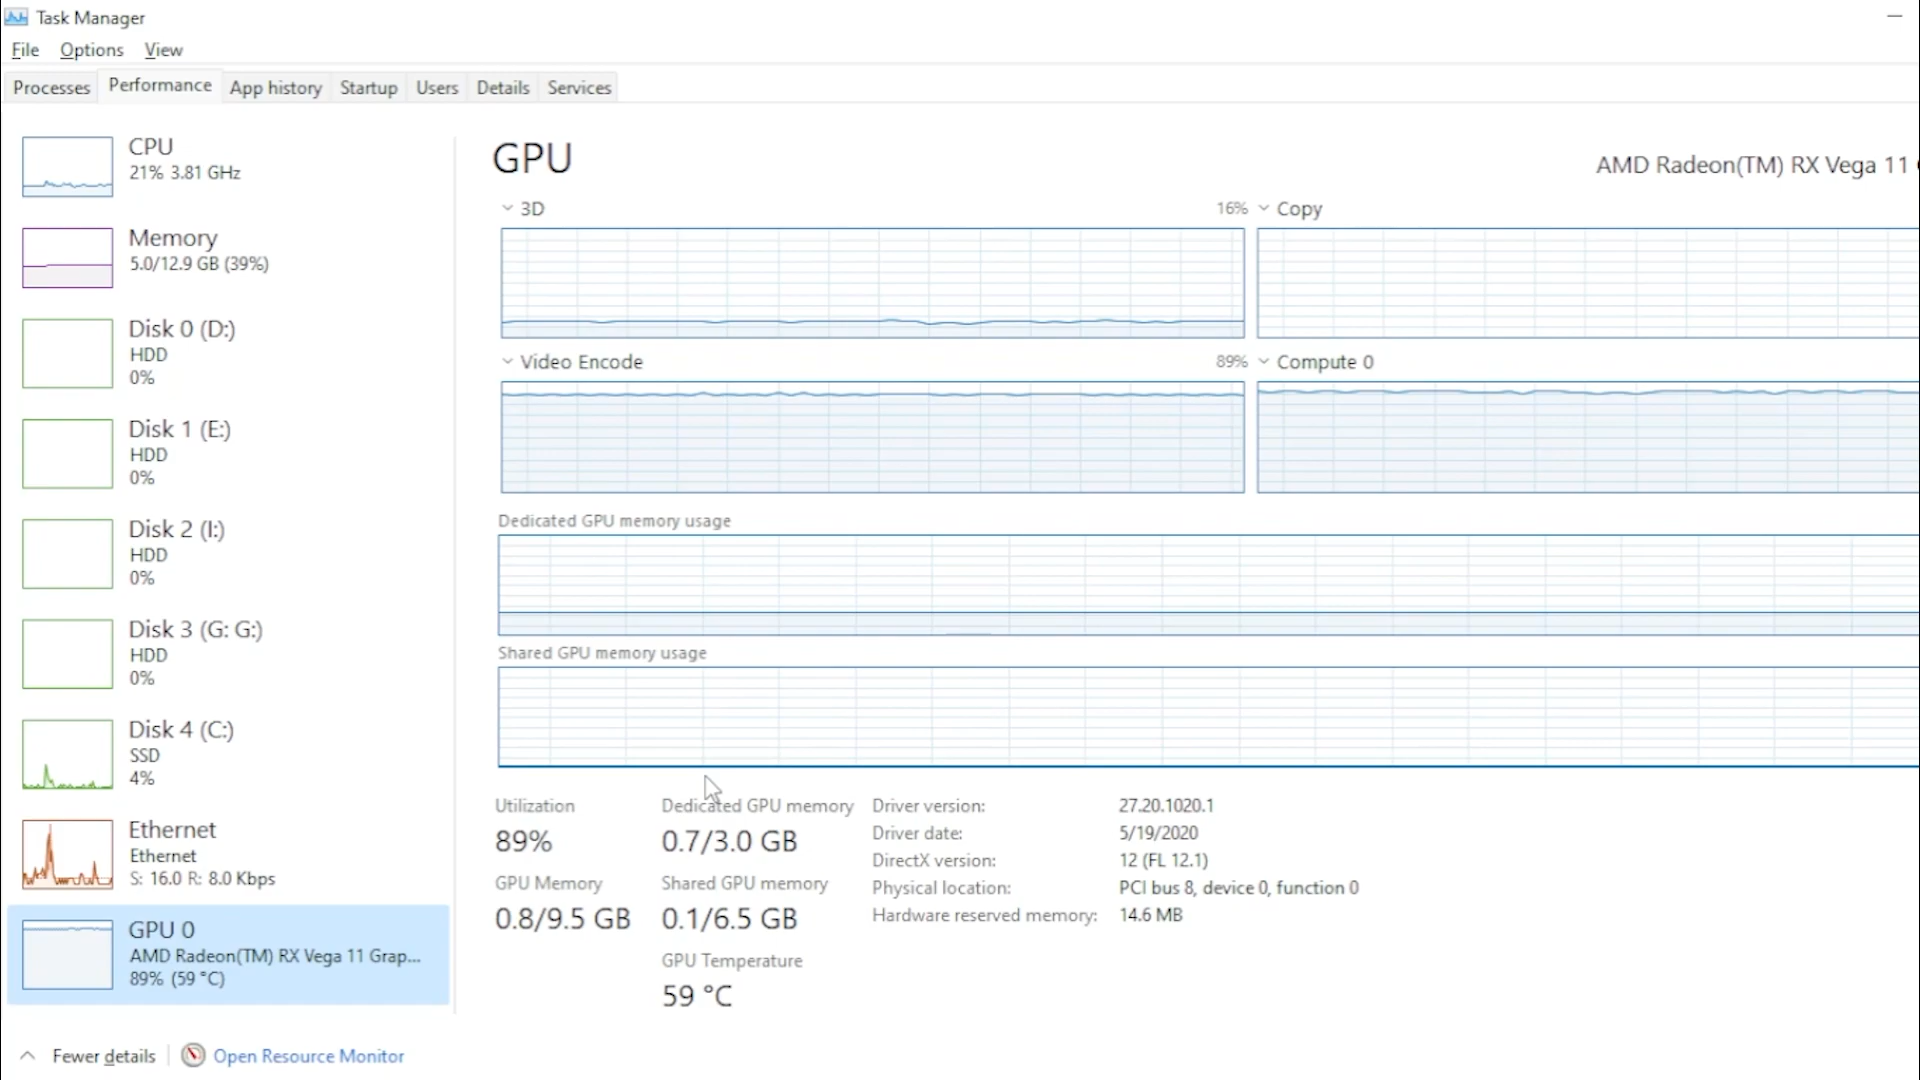 Task Manager
File Options View
Processes Performance App history Startup Users Details Services
CPU
21% 3.81 GHz
Memory
5.0/12.9 GB (39%)
Disk 0 (D:)
HDD
0%
Disk 1 (E:)
HDD
0%
Disk 2 (I:)
HDD
0%
Disk 3 (G: G:)
HDD
0%
Disk 4 (C:)
SSD
4%
Ethernet
Ethernet
S: 16.0 R: 8.0 Kbps
GPU 0
AMD Radeon(TM) RX Vega 11 Grap...
89% (59 °C)
GPU
AMD Radeon(TM) RX Vega 11
3D 16% Copy
Video Encode 89% Compute 0
Dedicated GPU memory usage
Shared GPU memory usage
Utilization
89%
GPU Memory
0.8/9.5 GB
Dedicated GPU memory
0.7/3.0 GB
Shared GPU memory
0.1/6.5 GB
GPU Temperature
59 °C
Driver version: 27.20.1020.1
Driver date: 5/19/2020
DirectX version: 12 (FL 12.1)
Physical location: PCI bus 8, device 0, function 0
Hardware reserved memory: 14.6 MB
Fewer details Open Resource Monitor